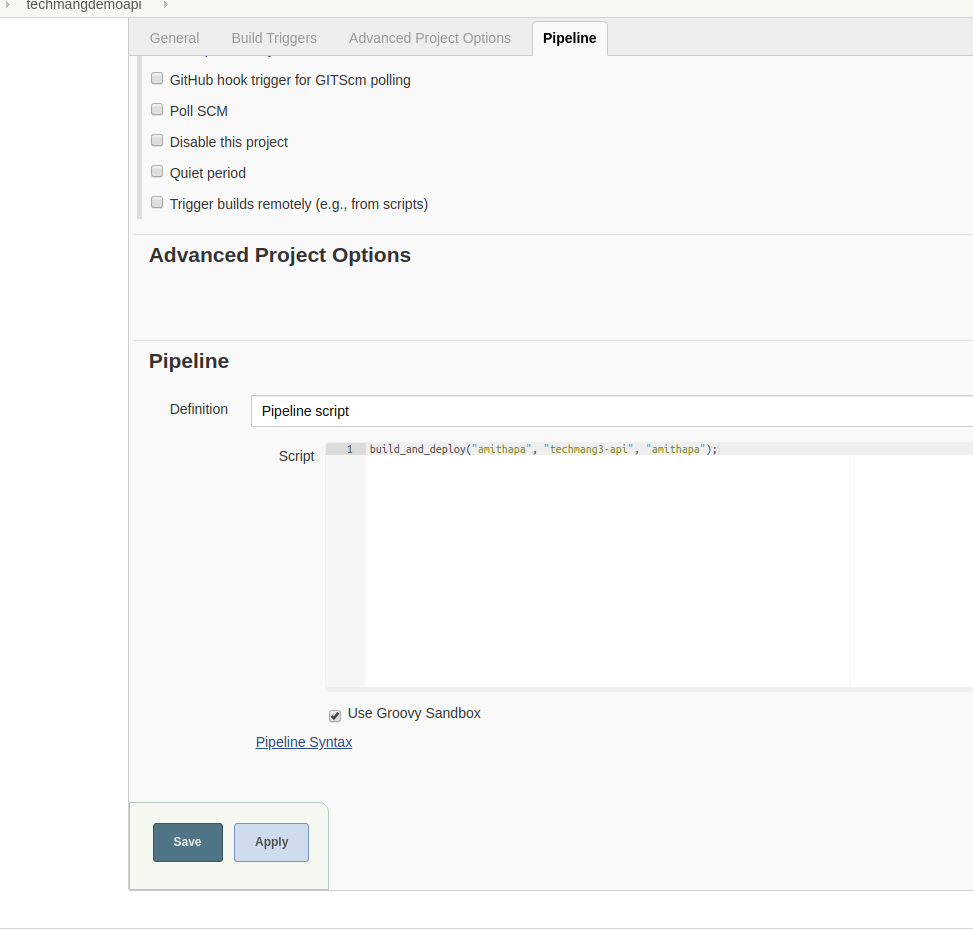 techmangdemoapi
General Build Triggers Advanced Project Options Pipeline
GitHub hook trigger for GITScm polling
Poll SCM
Disable this project
Quiet period
Trigger builds remotely (e.g., from scripts)
Advanced Project Options
Pipeline
Definition Pipeline script
Script 1 build_and_deploy("amithapa", "techmang3-api", "amithapa");
Use Groovy Sandbox
Pipeline Syntax
Save Apply